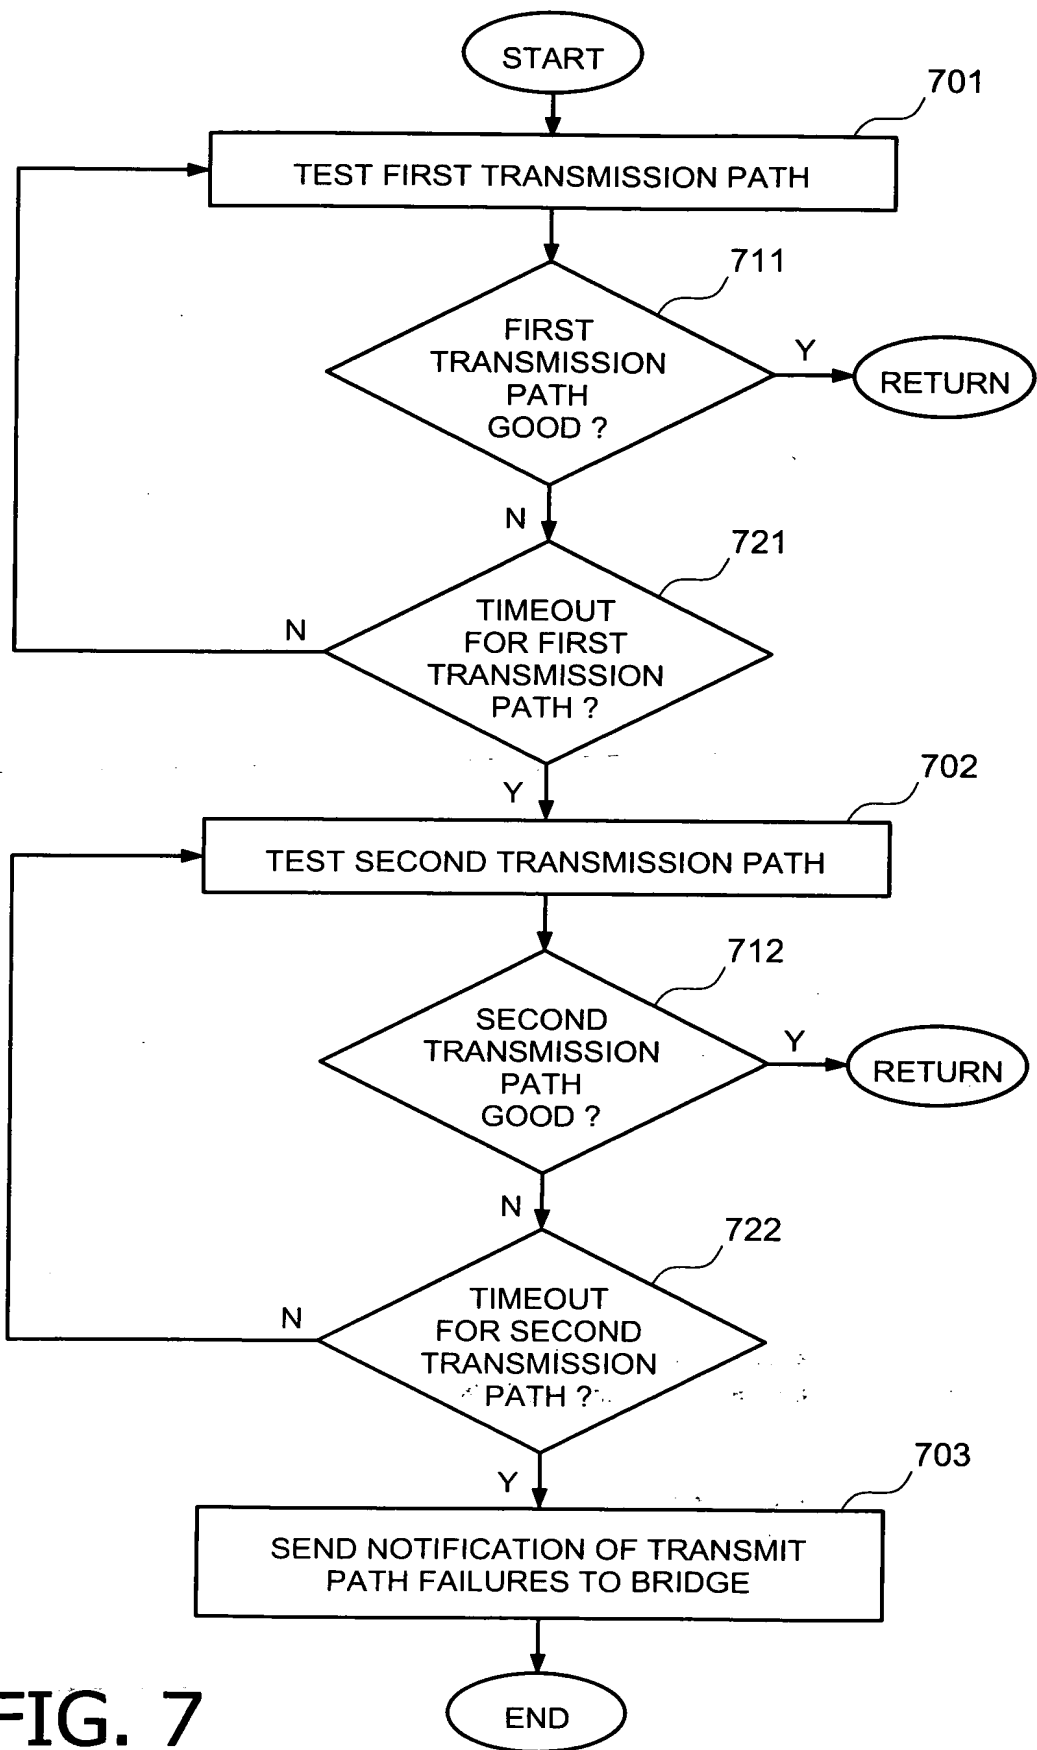 START
701
TEST FIRST TRANSMISSION PATH
711
FIRST
TRANSMISSION
PATH
GOOD ?
Y
RETURN
N
721
TIMEOUT
FOR FIRST
TRANSMISSION
PATH ?
N
Y
702
TEST SECOND TRANSMISSION PATH
712
SECOND
TRANSMISSION
PATH
GOOD ?
Y
RETURN
N
722
TIMEOUT
FOR SECOND
TRANSMISSION
PATH ?
N
Y
703
SEND NOTIFICATION OF TRANSMIT
PATH FAILURES TO BRIDGE
END
FIG. 7